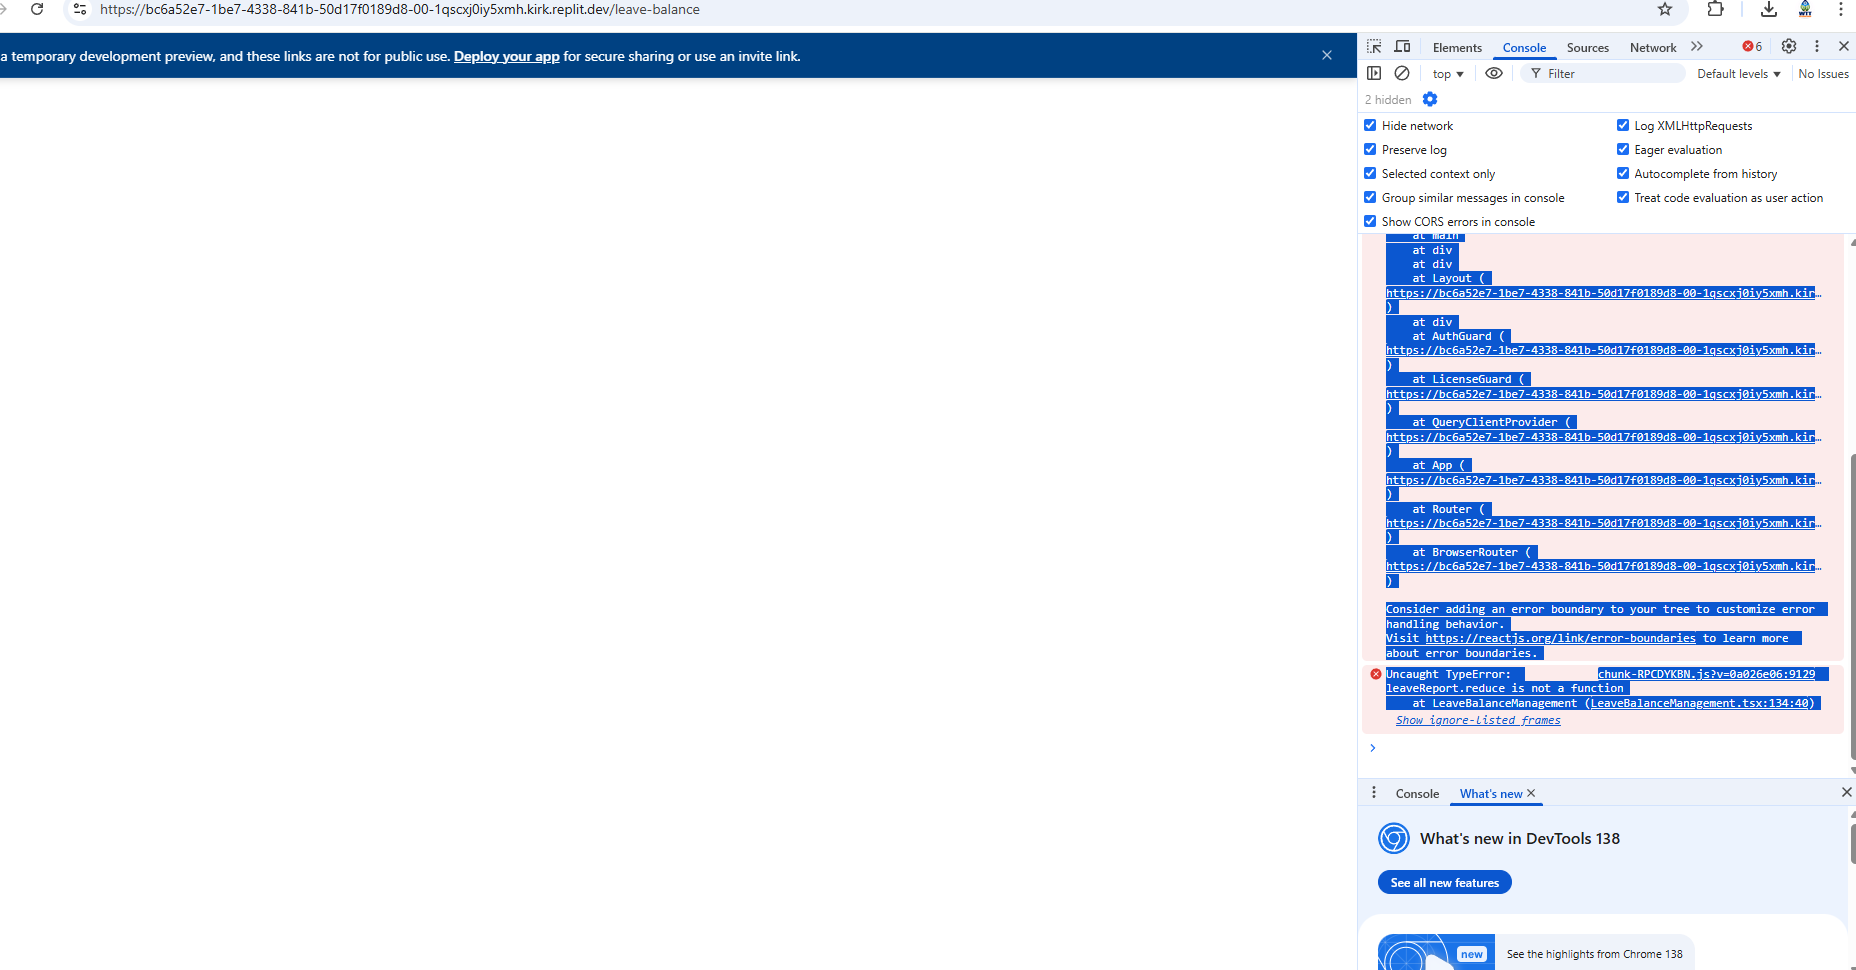 https://bc6a52e7-1be7-4338-841b-50d17f0189d8-00-1qscxj0iy5xmh.kirk.replit.dev/leave-balance
WIT
a temporary development preview, and these links are not for public use. Deploy your app for secure sharing or use an invite link.
Elements Console Sources Network 6
top Filter Default levels No Issues
2 hidden
Hide network Log XMLHttpRequests
Preserve log Eager evaluation
Selected context only Autocomplete from history
Group similar messages in console Treat code evaluation as user action
Show CORS errors in console
at main
at div
at div
at Layout (
https://bc6a52e7-1be7-4338-841b-50d17f0189d8-00-1qscxj0iy5xmh.kir…
)
at div
at AuthGuard (
https://bc6a52e7-1be7-4338-841b-50d17f0189d8-00-1qscxj0iy5xmh.kir…
)
at LicenseGuard (
https://bc6a52e7-1be7-4338-841b-50d17f0189d8-00-1qscxj0iy5xmh.kir…
)
at QueryClientProvider (
https://bc6a52e7-1be7-4338-841b-50d17f0189d8-00-1qscxj0iy5xmh.kir…
)
at App (
https://bc6a52e7-1be7-4338-841b-50d17f0189d8-00-1qscxj0iy5xmh.kir…
)
at Router (
https://bc6a52e7-1be7-4338-841b-50d17f0189d8-00-1qscxj0iy5xmh.kir…
)
at BrowserRouter (
https://bc6a52e7-1be7-4338-841b-50d17f0189d8-00-1qscxj0iy5xmh.kir…
)
Consider adding an error boundary to your tree to customize error
handling behavior.
Visit https://reactjs.org/link/error-boundaries to learn more
about error boundaries.
Uncaught TypeError: chunk-RPCDYKBN.js?v=0a026e06:9129
leaveReport.reduce is not a function
at LeaveBalanceManagement (LeaveBalanceManagement.tsx:134:40)
Show ignore-listed frames
Console What's new
What's new in DevTools 138
See all new features
new See the highlights from Chrome 138